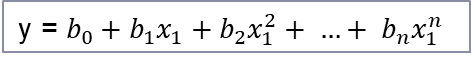 y = b₀ + b₁x₁ + b₂x₁² + ...+ bₙx₁ⁿ